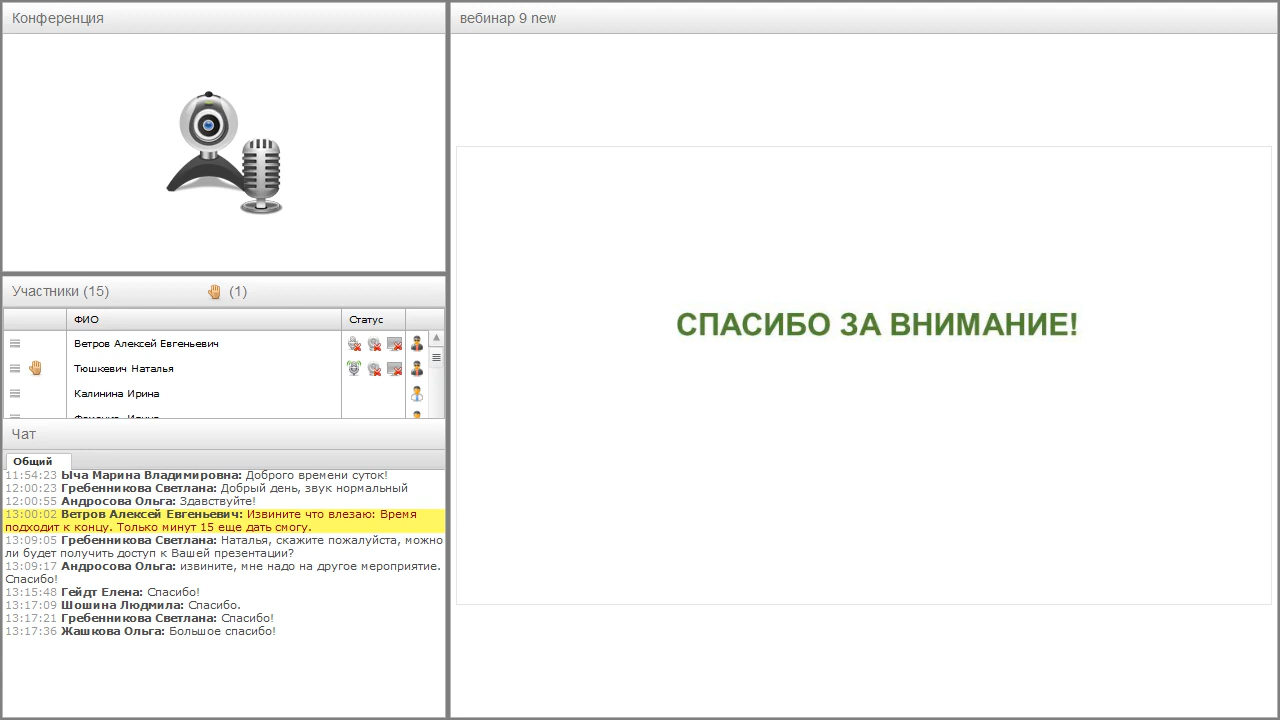 Конференция
вебинар 9 new
СПАСИБО ЗА ВНИМАНИЕ!
Участники (15) (1)
ФИО Статус
Ветров Алексей Евгеньевич
Тюшкевич Наталья
Калинина Ирина
Чат
Общий
11:54:23 Ыча Марина Владимировна: Доброго времени суток!
12:00:23 Гребенникова Светлана: Добрый день, звук нормальный
12:00:55 Андросова Ольга: Здавствуйте!
13:00:02 Ветров Алексей Евгеньевич: Извините что влезаю: Время
подходит к концу. Только минут 15 еще дать смогу.
13:09:05 Гребенникова Светлана: Наталья, скажите пожалуйста, можно
ли будет получить доступ к Вашей презентации?
13:09:17 Андросова Ольга: извините, мне надо на другое мероприятие.
Спасибо!
13:15:48 Гейдт Елена: Спасибо!
13:17:09 Шошина Людмила: Спасибо.
13:17:21 Гребенникова Светлана: Спасибо!
13:17:36 Жашкова Ольга: Большое спасибо!